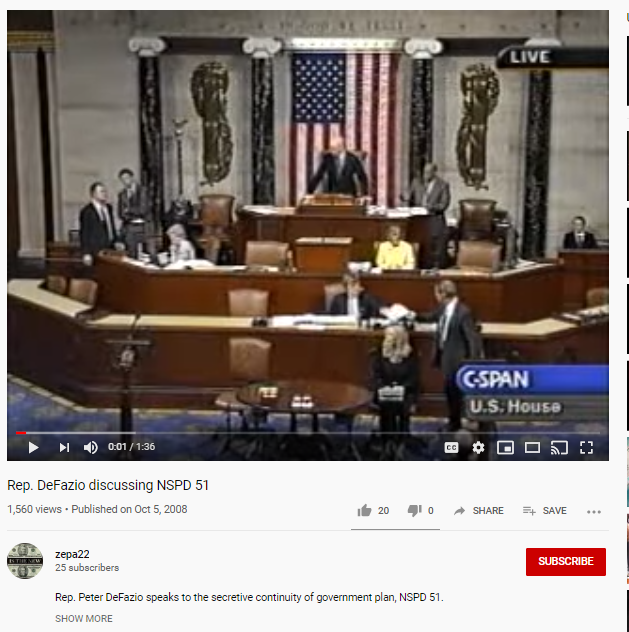 LIVE
C-SPAN
U.S. House
0:01 / 1:36
CC
Rep. DeFazio discussing NSPD 51
1,560 views • Published on Oct 5, 2008
20
0
SHARE
SAVE
zepa22
25 subscribers
SUBSCRIBE
Rep. Peter DeFazio speaks to the secretive continuity of government plan, NSPD 51.
SHOW MORE